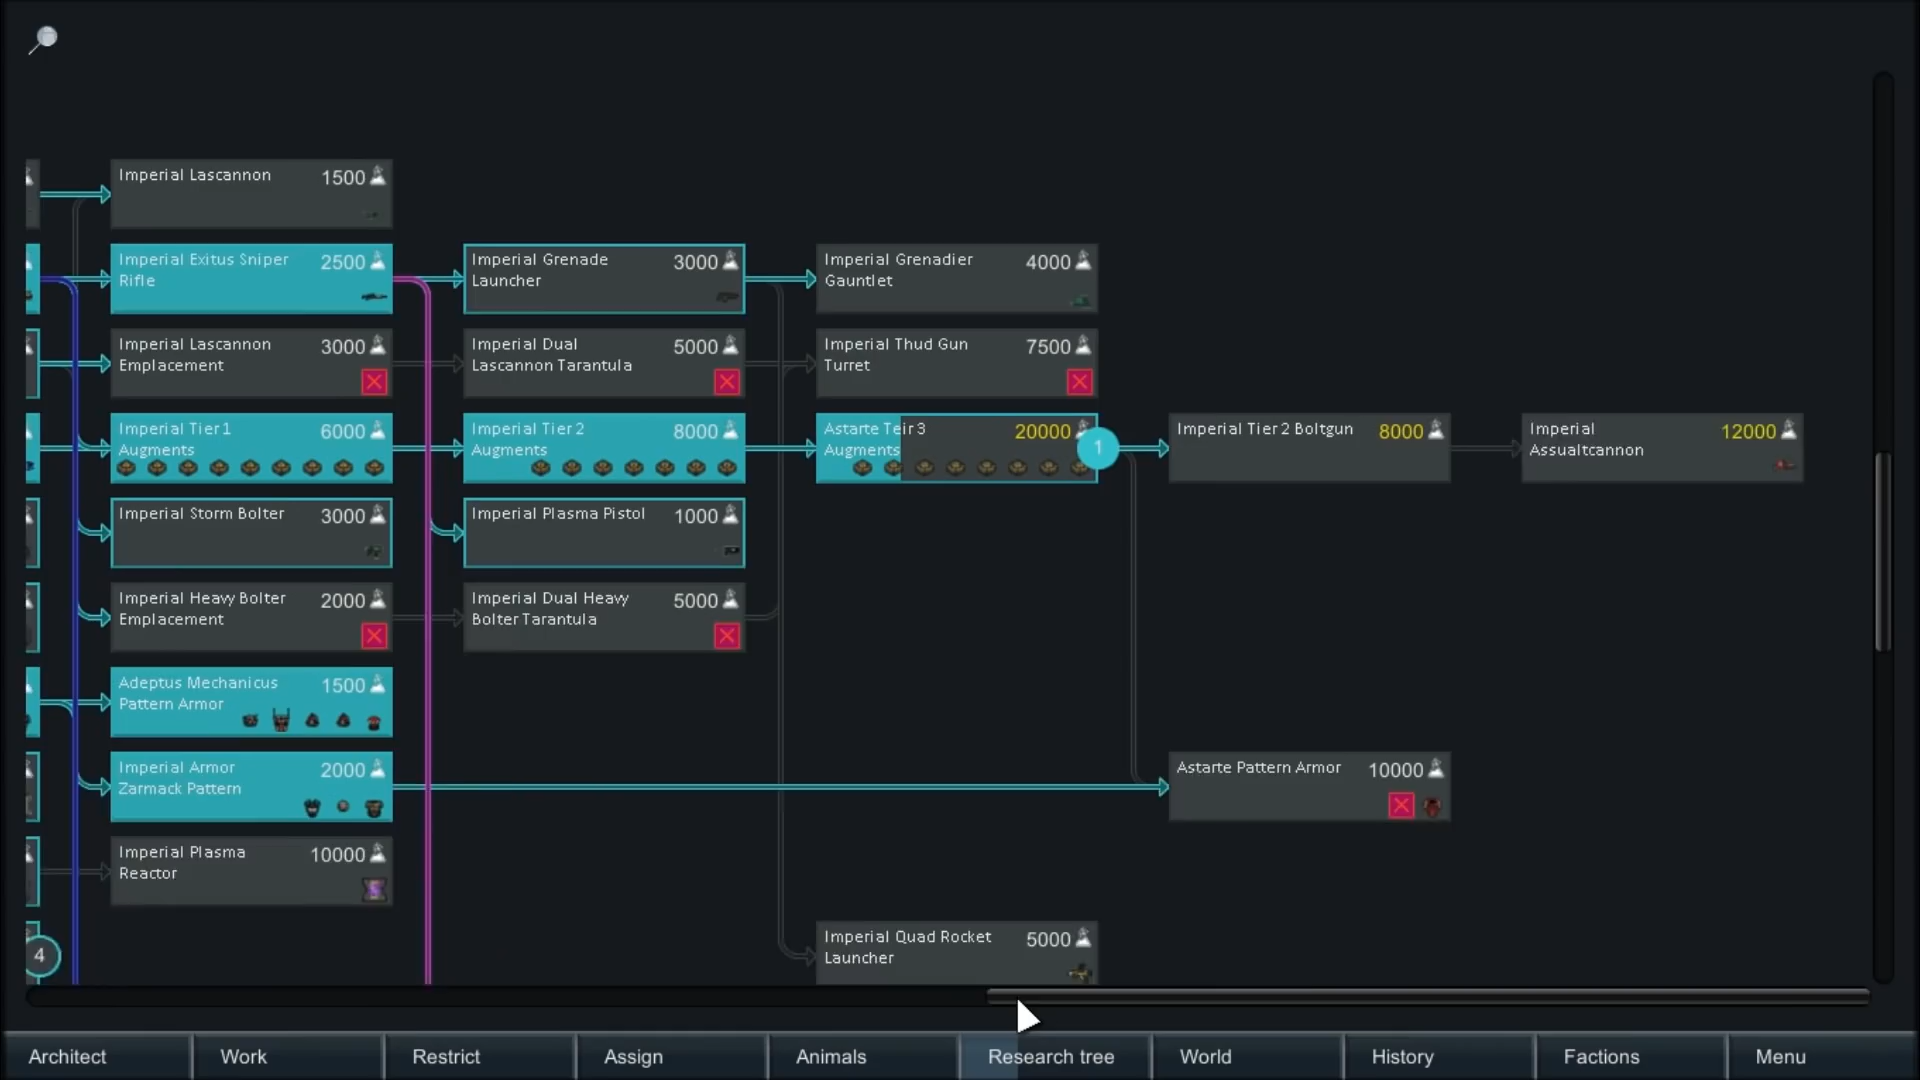 Imperial Lascannon 1500
Imperial Exitus Sniper 2500
Rifle
Imperial Grenade 3000
Launcher
Imperial Grenadier 4000
Gauntlet
Imperial Lascannon 3000
Emplacement
Imperial Dual 5000
Lascannon Tarantula
Imperial Thud Gun 7500
Turret
Imperial Tier 1 6000
Augments
Imperial Tier 2 8000
Augments
Astarte Teir 3 20000
Augments
1
Imperial Tier 2 Boltgun 8000
Imperial 12000
Assualtcannon
Imperial Storm Bolter 3000
Imperial Plasma Pistol 1000
Imperial Heavy Bolter 2000
Emplacement
Imperial Dual Heavy 5000
Bolter Tarantula
Adeptus Mechanicus 1500
Pattern Armor
Imperial Armor 2000
Zarmack Pattern
Astarte Pattern Armor 10000
Imperial Plasma 10000
Reactor
4
Imperial Quad Rocket 5000
Launcher
Architect Work Restrict Assign Animals Research tree World History Factions Menu